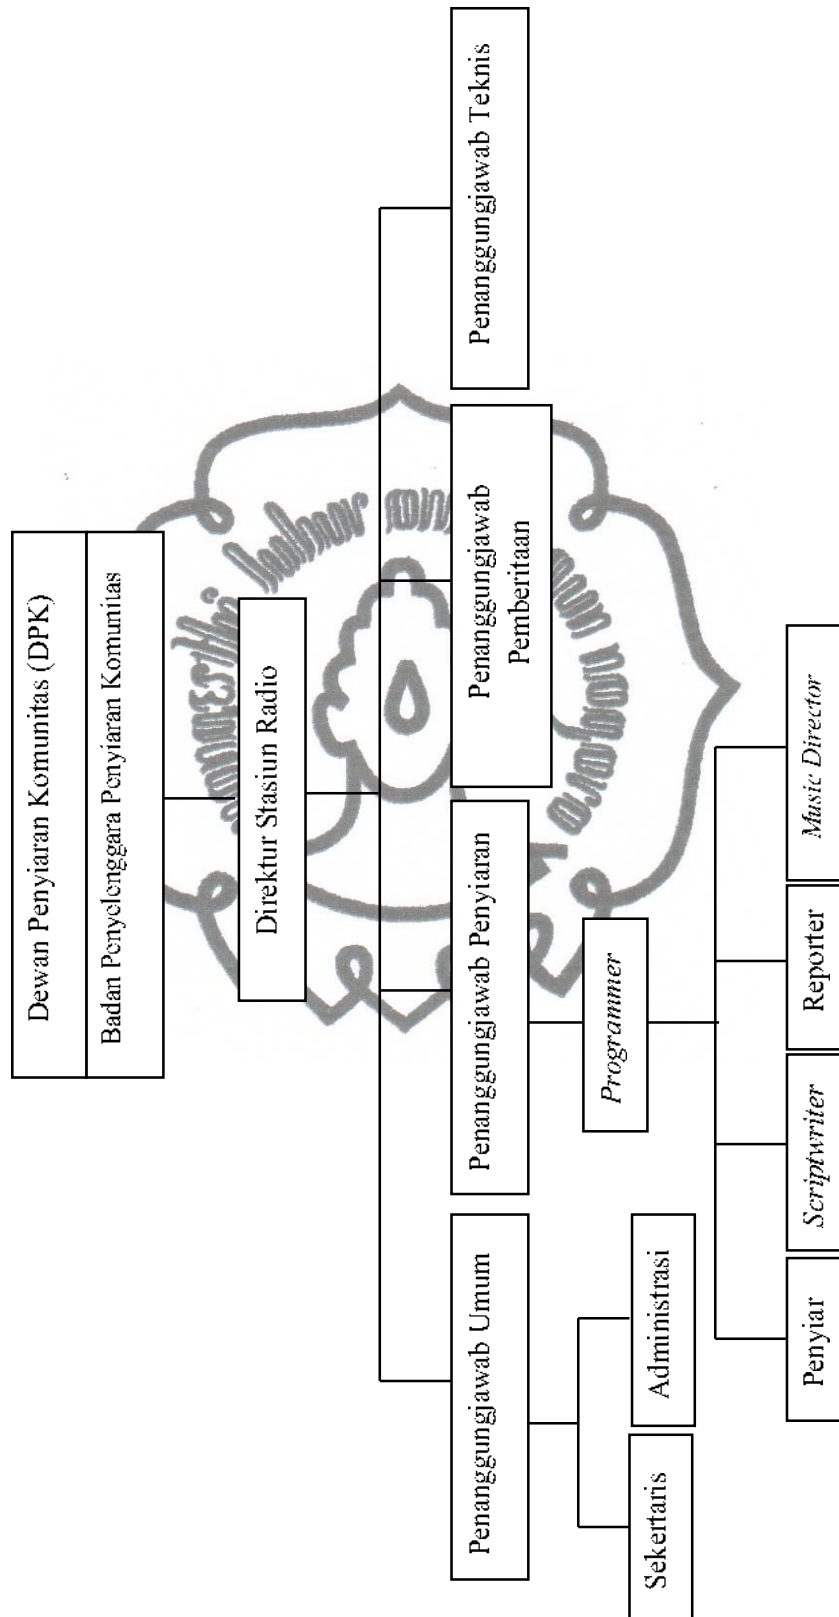 Dewan Penyiaran Komunitas (DPK)
Badan Penyelenggara Penyiaran Komunitas
Direktur Stasiun Radio
Penanggungjawab Umum
Penanggungjawab Penyiaran
Penanggungjawab
Pemberitaan
Penanggungjawab Teknis
Sekertaris
Administrasi
Programmer
Penyiar
Scriptwriter
Reporter
Music Director